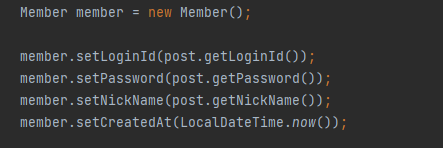 Member member = new Member();
member.setLoginId(post.getLoginId());
member.setPassword(post.getPassword());
member.setNickName(post.getNickName());
member.setCreatedAt(LocalDateTime.now());